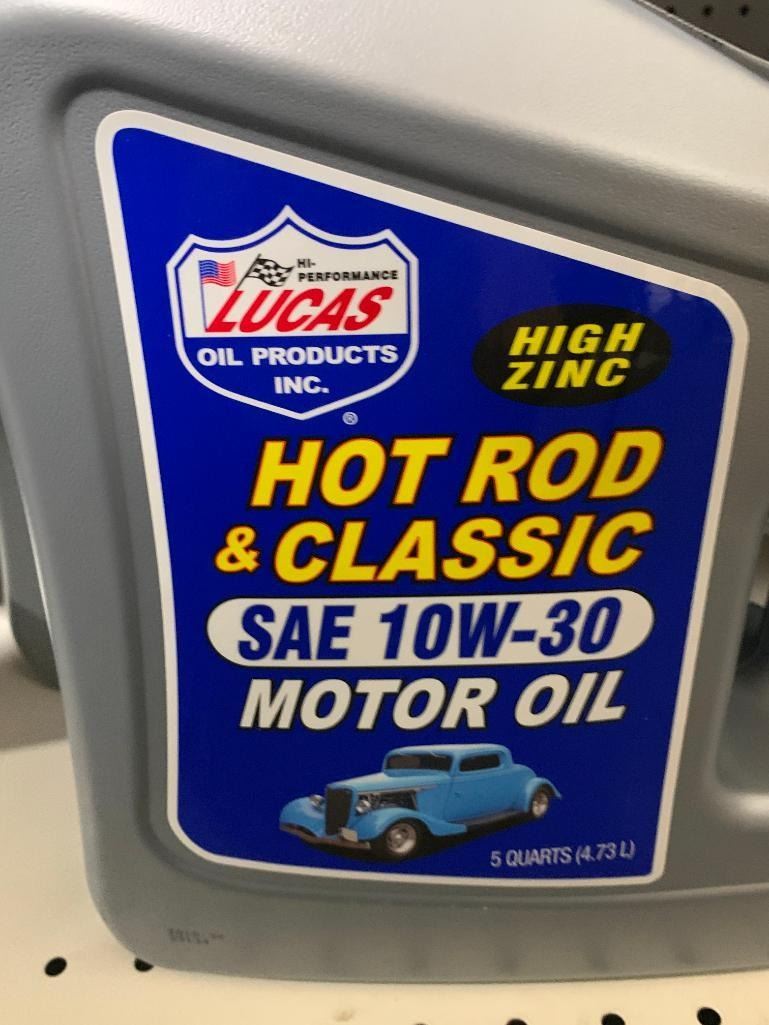 HI-
PERFORMANCE
LUCAS
OIL PRODUCTS
INC.
®
HIGH
ZINC
HOT ROD
& CLASSIC
SAE 10W-30
MOTOR OIL
5 QUARTS (4.73 L)